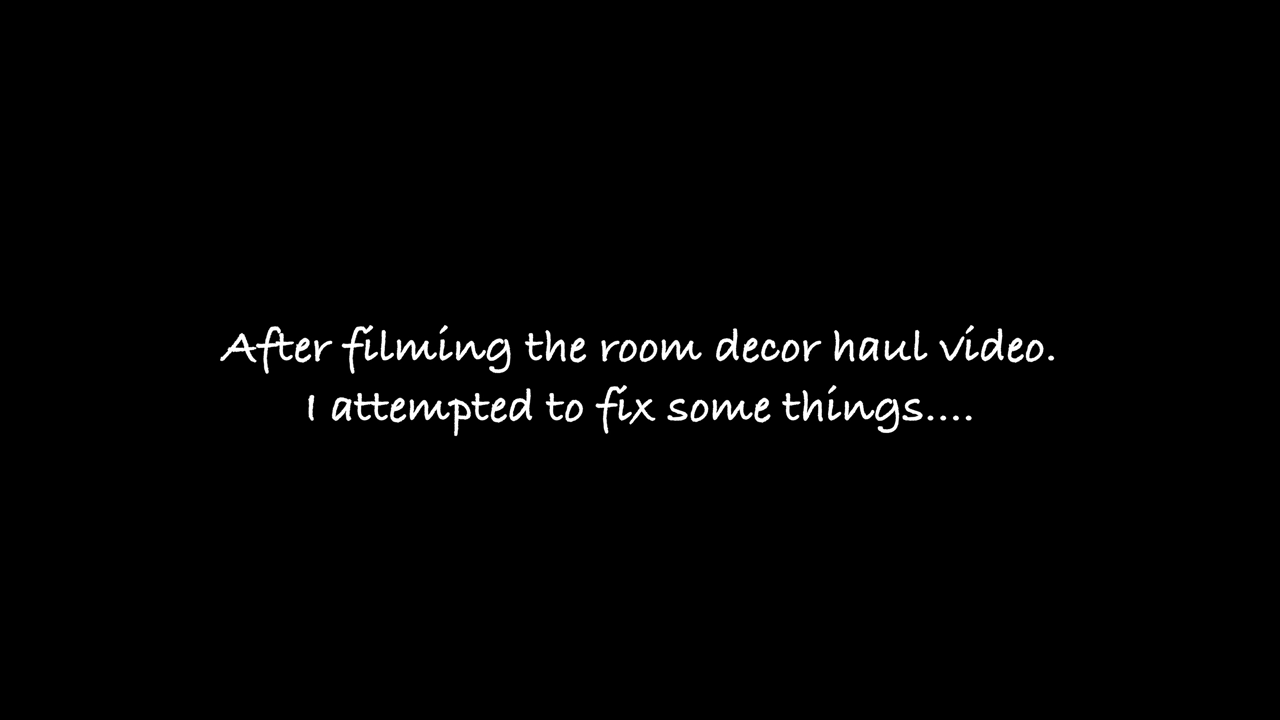 After filming the room decor haul video.
I attempted to fix some things....